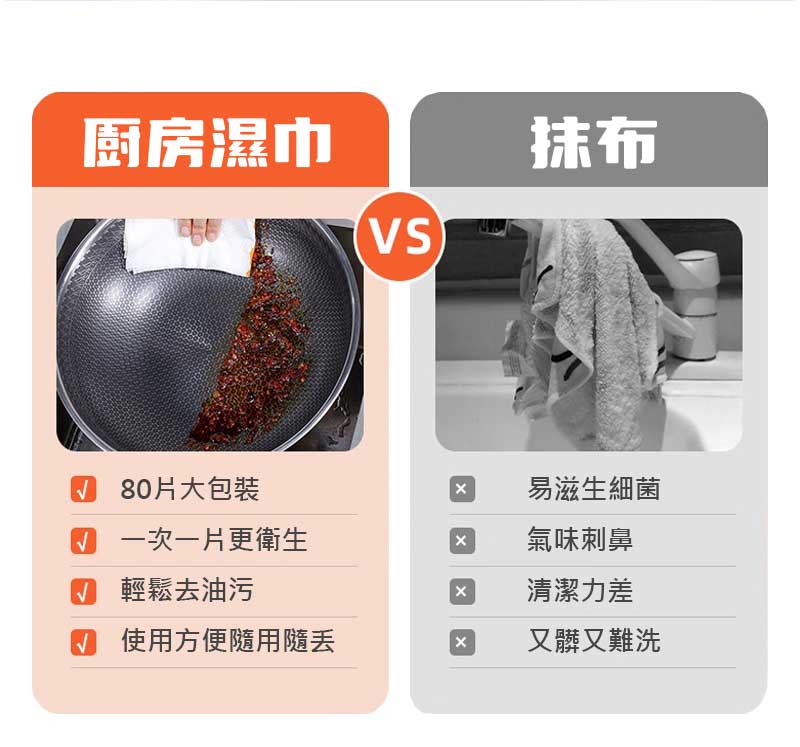 廚房濕巾
VS
抹布
√ 80片大包裝
√ 一次一片更衛生
√ 輕鬆去油污
√ 使用方便隨用隨丟
× 易滋生細菌
× 氣味刺鼻
× 清潔力差
× 又髒又難洗